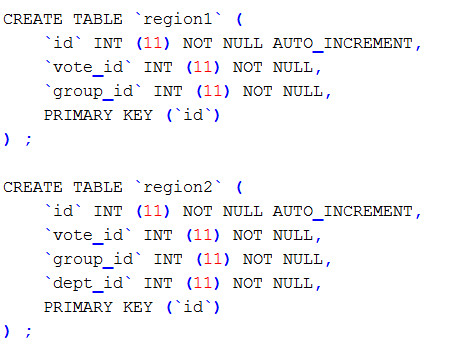 CREATE TABLE `region1` (
    `id` INT (11) NOT NULL AUTO_INCREMENT,
    `vote_id` INT (11) NOT NULL,
    `group_id` INT (11) NOT NULL,
    PRIMARY KEY (`id`)
) ;

CREATE TABLE `region2` (
    `id` INT (11) NOT NULL AUTO_INCREMENT,
    `vote_id` INT (11) NOT NULL,
    `group_id` INT (11) NOT NULL,
    `dept_id` INT (11) NOT NULL,
    PRIMARY KEY (`id`)
) ;